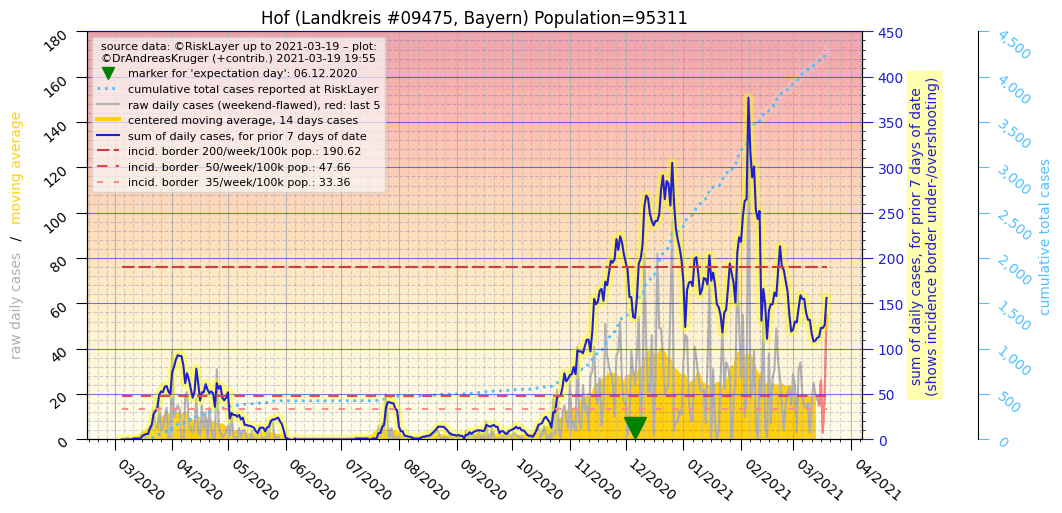 Hof (Landkreis #09475, Bayern) Population=95311
source data: ©RiskLayer up to 2021-03-19 – plot:
©DrAndreasKruger (+contrib.) 2021-03-19 19:55
marker for 'expectation day': 06.12.2020
cumulative total cases reported at RiskLayer
raw daily cases (weekend-flawed), red: last 5
centered moving average, 14 days cases
sum of daily cases, for prior 7 days of date
incid. border 200/week/100k pop.: 190.62
incid. border  50/week/100k pop.: 47.66
incid. border  35/week/100k pop.: 33.36
raw daily cases  /  moving average
180
160
140
120
100
80
60
40
20
0
03/2020
04/2020
05/2020
06/2020
07/2020
08/2020
09/2020
10/2020
11/2020
12/2020
01/2021
02/2021
03/2021
04/2021
450
400
350
300
250
200
150
100
50
0
sum of daily cases, for prior 7 days of date
(shows incidence border under-/overshooting)
4,500
4,000
3,500
3,000
2,500
2,000
1,500
1,000
500
0
cumulative total cases